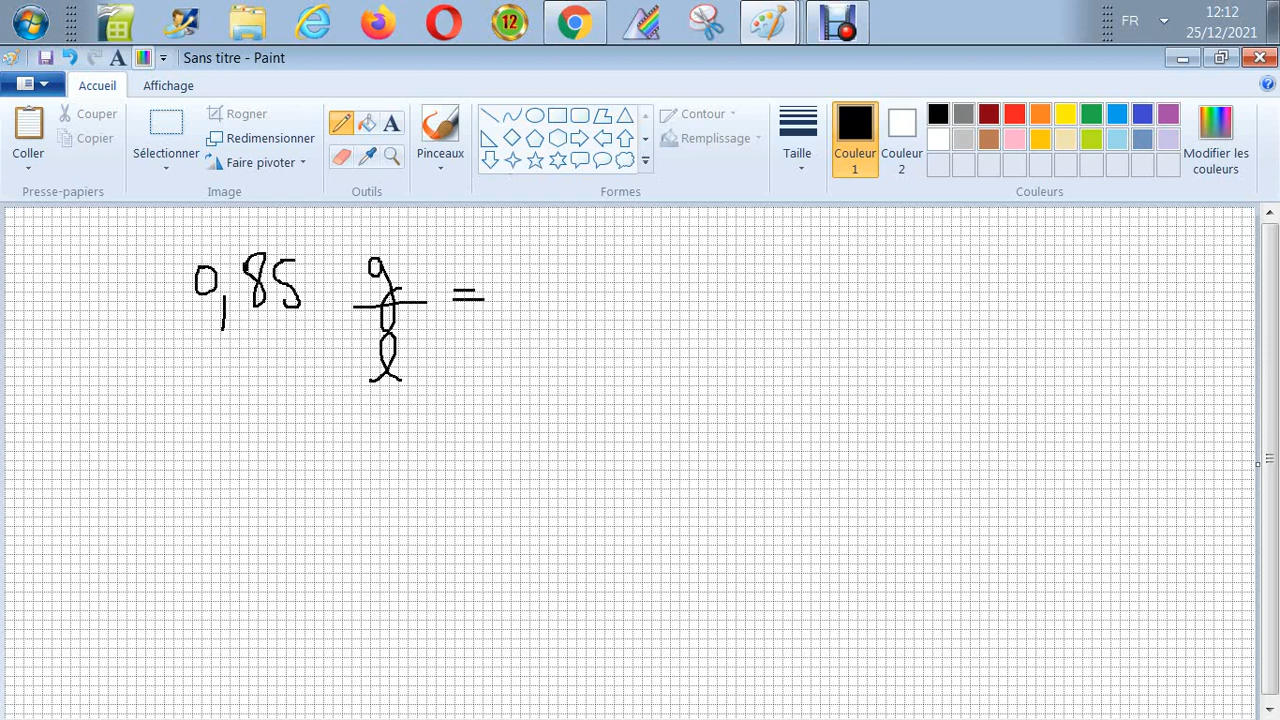 12
FR
12:12
25/12/2021
Sans titre - Paint
Accueil
Affichage
Coller
Couper
Copier
Presse-papiers
Sélectionner
Rogner
Redimensionner
Faire pivoter
Image
A
Outils
Pinceaux
Contour
Remplissage
Formes
Taille
Couleur 1
Couleur 2
Modifier les couleurs
Couleurs
0,85 g/l =